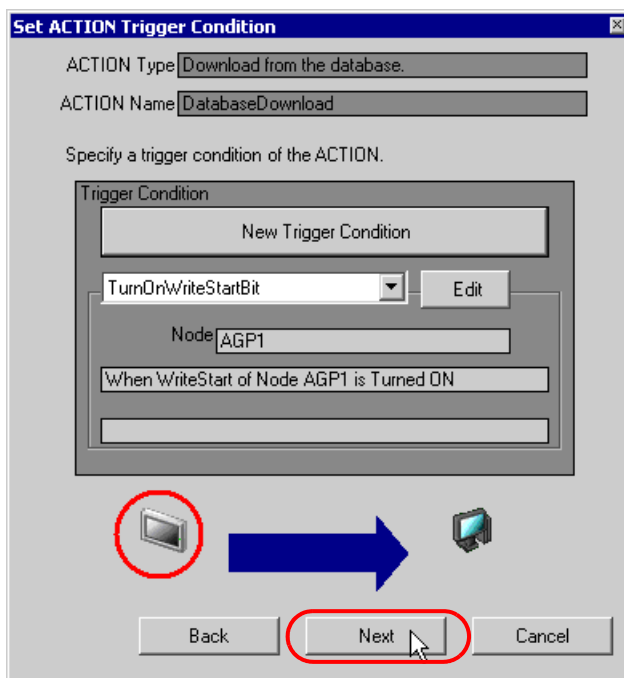 Set ACTION Trigger Condition
ACTION Type Download from the database.
ACTION Name DatabaseDownload
Specify a trigger condition of the ACTION.
Trigger Condition
New Trigger Condition
TurnOnWriteStartBit Edit
Node AGP1
When WriteStart of Node AGP1 is Turned ON
Back Next Cancel